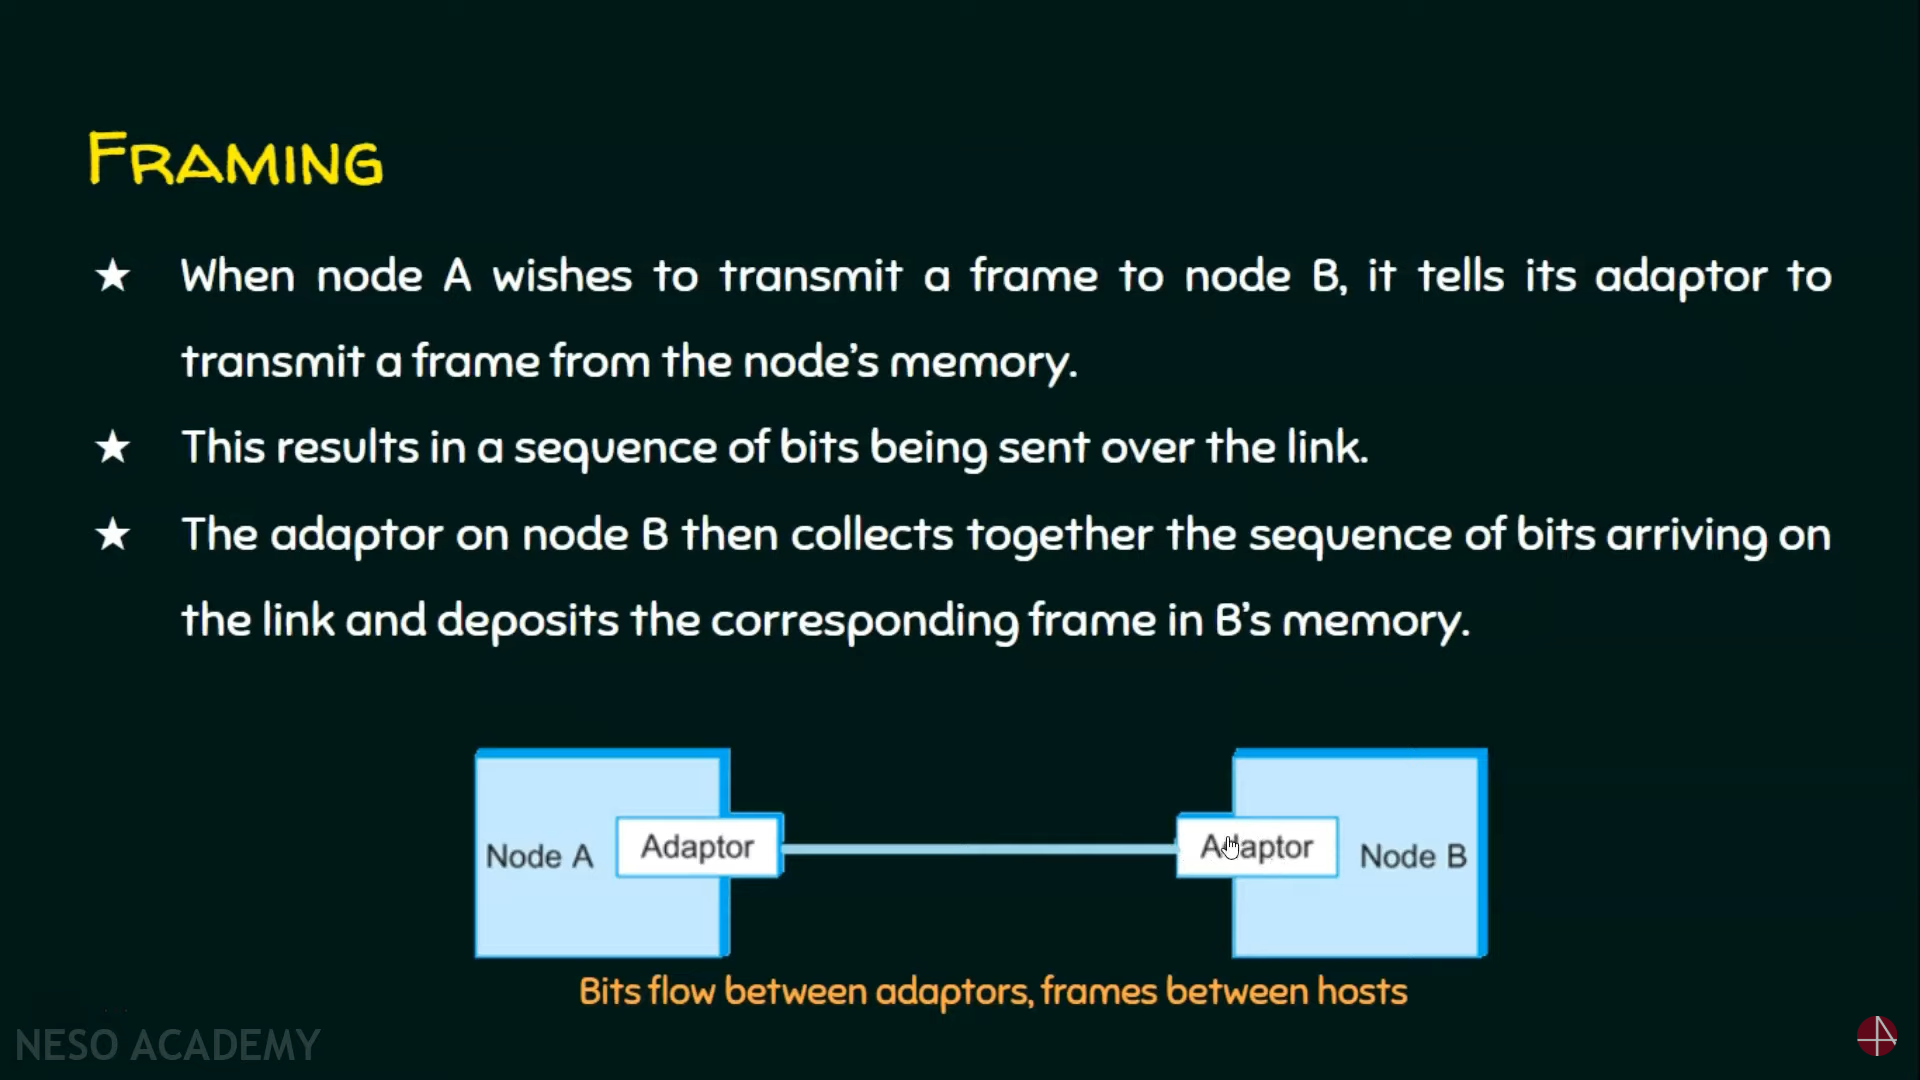 FRAMING
★ When node A wishes to transmit a frame to node B, it tells its adaptor to
transmit a frame from the node's memory.
★ This results in a sequence of bits being sent over the link.
★ The adaptor on node B then collects together the sequence of bits arriving on
the link and deposits the corresponding frame in B's memory.
Node A
Adaptor
Adaptor
Node B
Bits flow between adaptors, frames between hosts
NESO ACADEMY